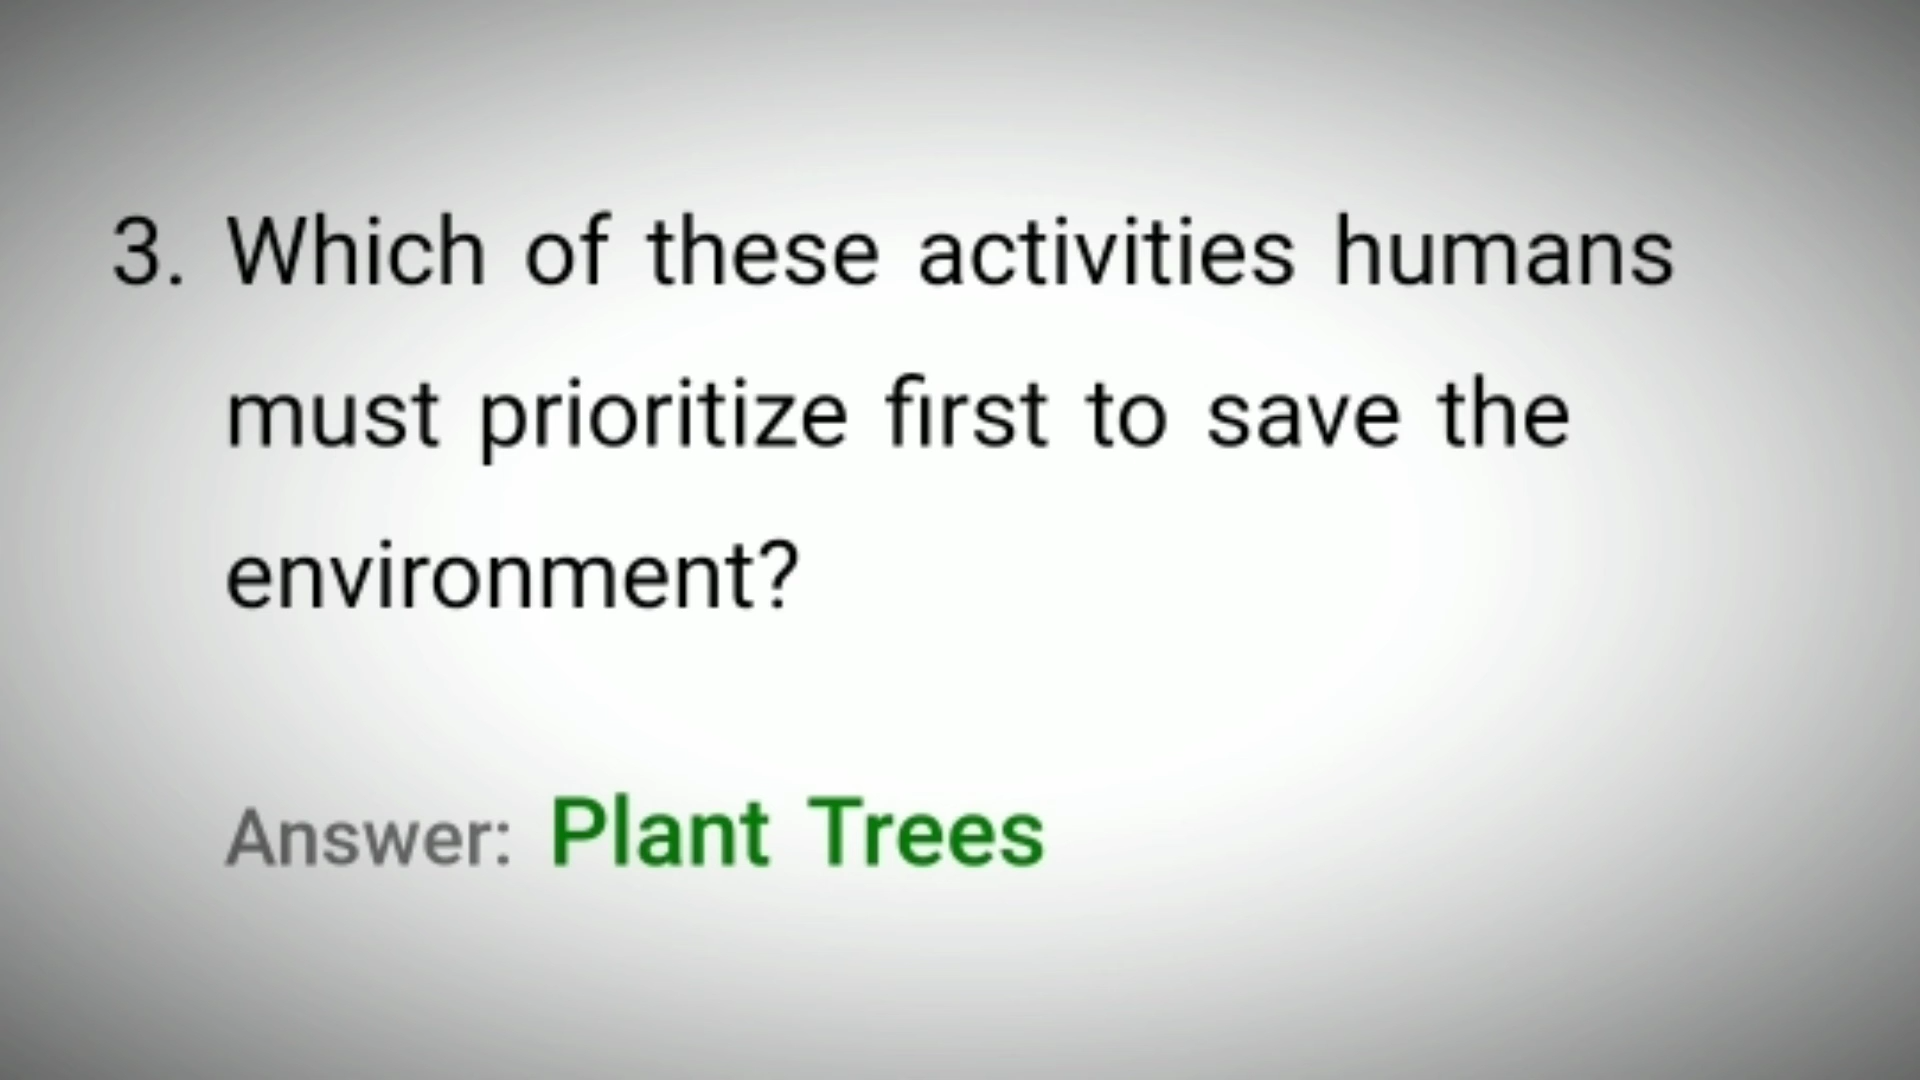 3. Which of these activities humans
must prioritize first to save the
environment?
Answer: Plant Trees